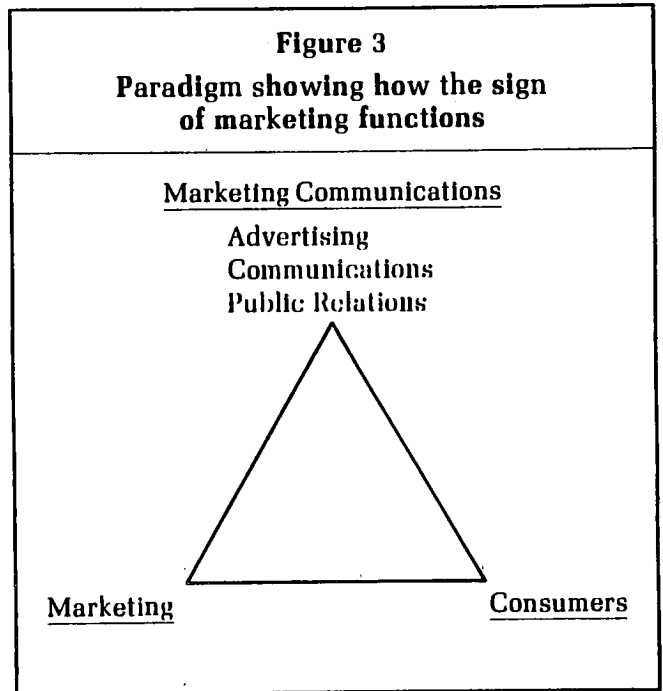 Figure 3
Paradigm showing how the sign
of marketing functions
Marketing Communications
Advertising
Communications
Public Relations
Marketing
Consumers